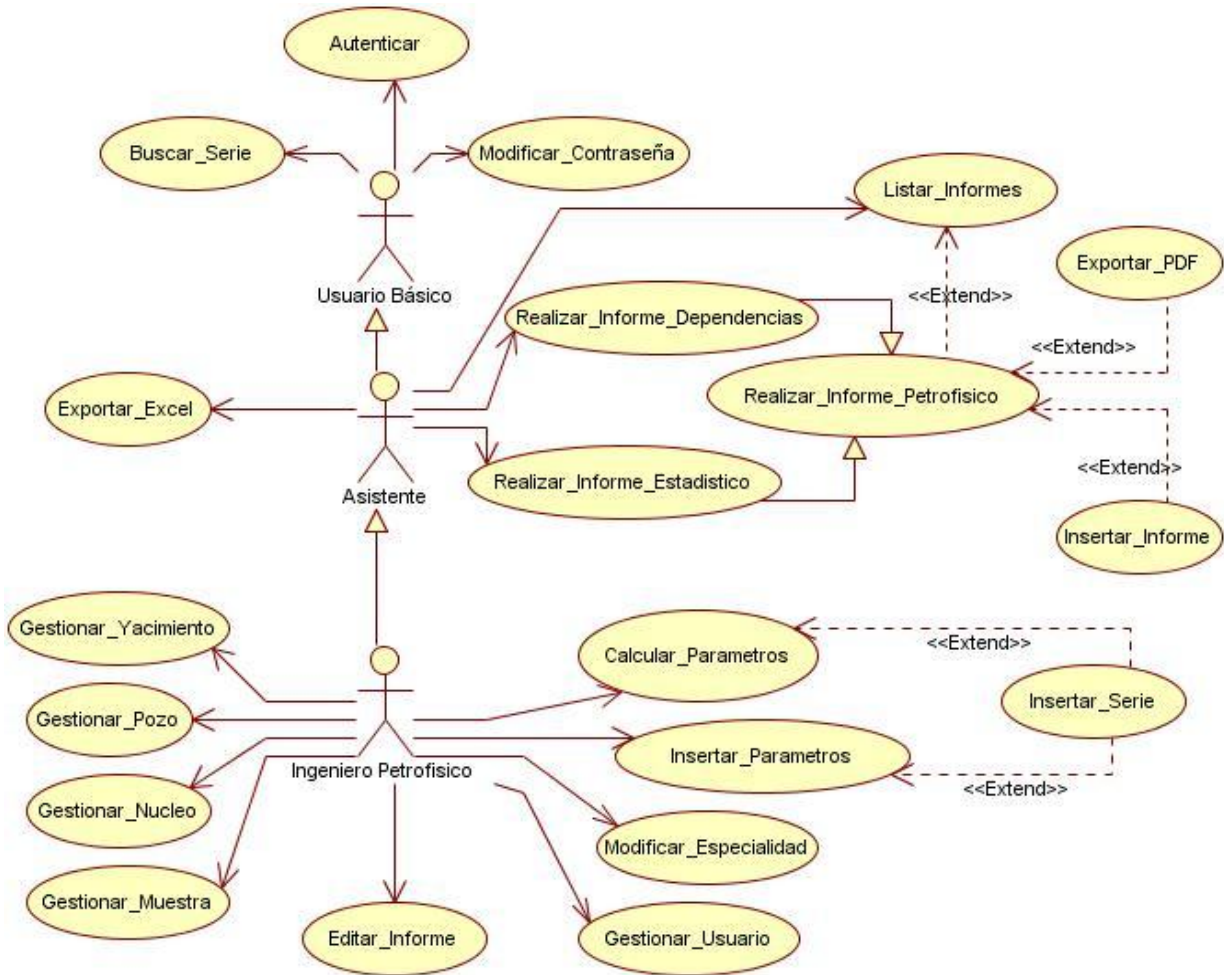 Autenticar
Buscar_Serie
Modificar_Contraseña
Listar_Informes
Exportar_PDF
Usuario Básico
<<Extend>>
Realizar_Informe_Dependencias
<<Extend>>
Exportar_Excel
Realizar_Informe_Petrofisico
Asistente
Realizar_Informe_Estadistico
<<Extend>>
Insertar_Informe
Gestionar_Yacimiento
Calcular_Parametros
<<Extend>>
Insertar_Serie
Gestionar_Pozo
Insertar_Parametros
Ingeniero Petrofisico
<<Extend>>
Gestionar_Nucleo
Modificar_Especialidad
Gestionar_Muestra
Editar_Informe
Gestionar_Usuario